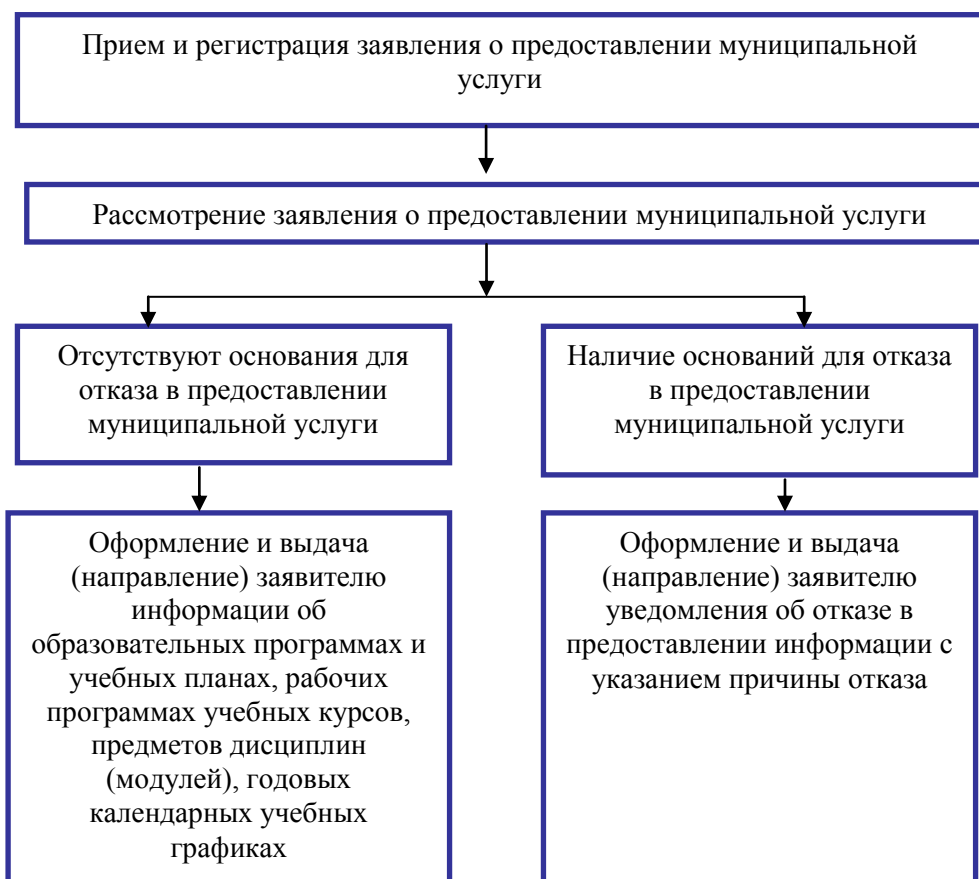 Прием и регистрация заявления о предоставлении муниципальной
услуги
Рассмотрение заявления о предоставлении муниципальной услуги
Отсутствуют основания для
отказа в предоставлении
муниципальной услуги
Наличие оснований для отказа
в предоставлении
муниципальной услуги
Оформление и выдача
(направление) заявителю
информации об
образовательных программах и
учебных планах, рабочих
программах учебных курсов,
предметов дисциплин
(модулей), годовых
календарных учебных
графиках
Оформление и выдача
(направление) заявителю
уведомления об отказе в
предоставлении информации с
указанием причины отказа